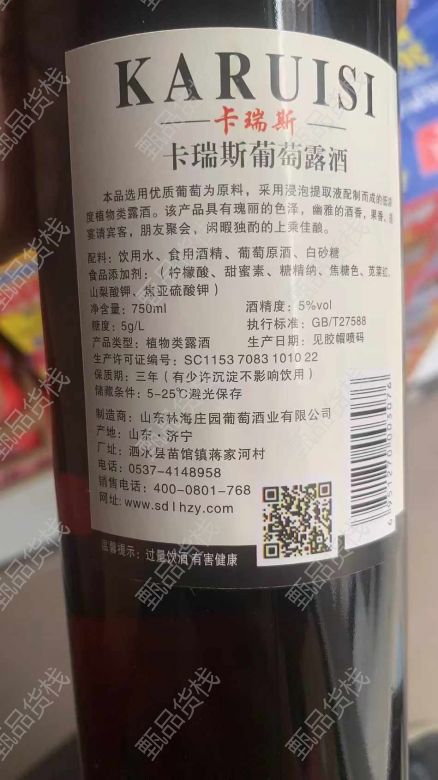 KARUISI
卡瑞斯
卡瑞斯葡萄露酒
本品选用优质葡萄为原料，采用浸泡提取液配制而成的低
度植物类露酒。该产品具有瑰丽的色泽，幽雅的酒香，果香。
宴请宾客，朋友聚会，闲暇独酌的上乘佳酿。
配料：饮用水、食用酒精、葡萄原酒、白砂糖
食品添加剂：（柠檬酸、甜蜜素、糖精纳、焦糖色、苋菜红、
山梨酸钾、焦亚硫酸钾）
净含量：750ml 酒精度：5%vol
糖度：5g/L 执行标准：GB/T27588
产品类型：植物类露酒 生产日期：见胶帽喷码
生产许可证编号：SC1153 7083 1010 22
保质期：三年（有少许沉淀不影响饮用）
储藏条件：5-25℃避光保存
制造商：山东林海庄园葡萄酒业有限公司
产地：山东·济宁
厂址：泗水县苗馆镇蒋家河村
电话：0537-4148958
销售电话：400-0801-768
网址：www.sdlhzy.com
温馨提示：过量饮酒 有害健康
甄品货栈